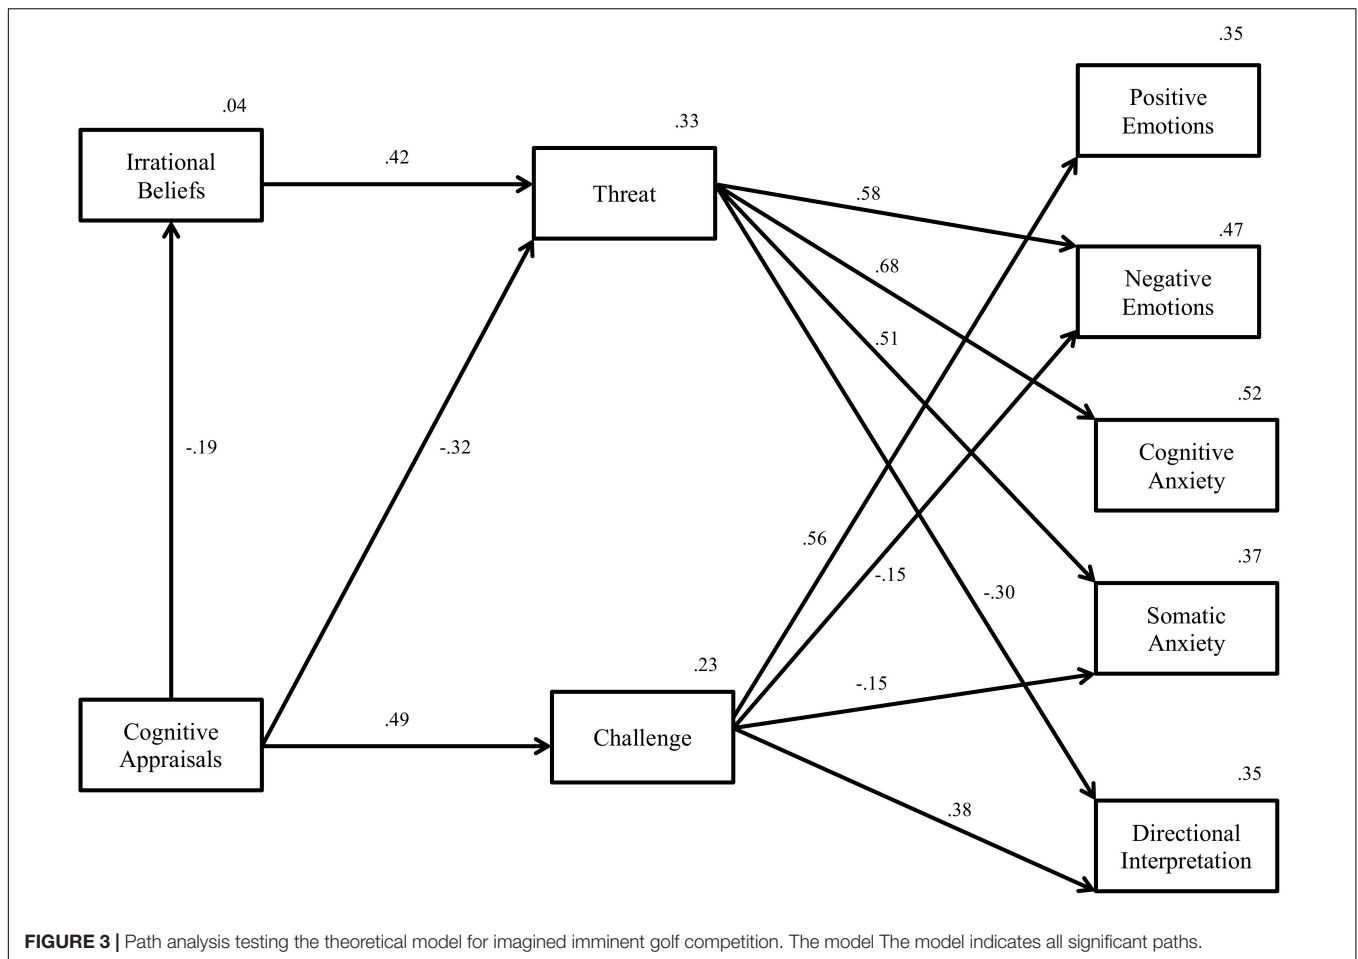 .35
Positive
Emotions
.04
Irrational
Beliefs
.42
.33
Threat
.58
.47
Negative
Emotions
.68
.51
.52
Cognitive
Anxiety
-.19
-.32
.56
-.15
-.30
.37
Somatic
Anxiety
.23
-.15
Cognitive
Appraisals
.49
Challenge
.38
.35
Directional
Interpretation
FIGURE 3 | Path analysis testing the theoretical model for imagined imminent golf competition. The model The model indicates all significant paths.